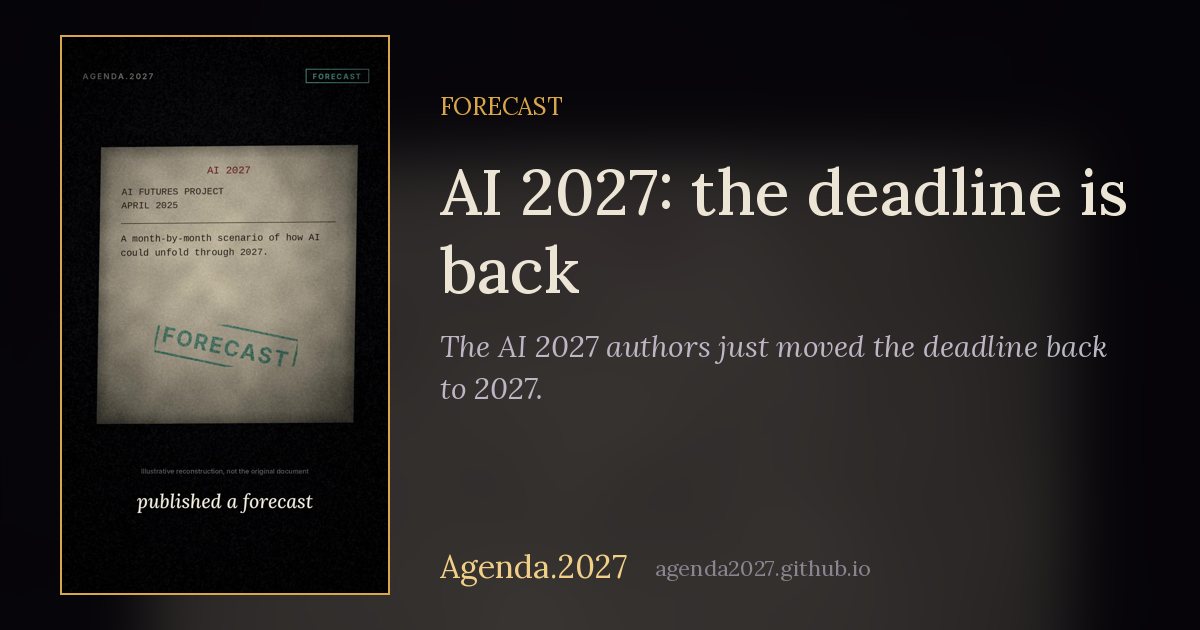 AGENDA.2027
FORECAST
AI 2027
AI FUTURES PROJECT
APRIL 2025
A month-by-month scenario of how AI
could unfold through 2027.
FORECAST
Illustrative reconstruction, not the original document
published a forecast
FORECAST
AI 2027: the deadline is
back
The AI 2027 authors just moved the deadline back
to 2027.
Agenda.2027 agenda2027.github.io